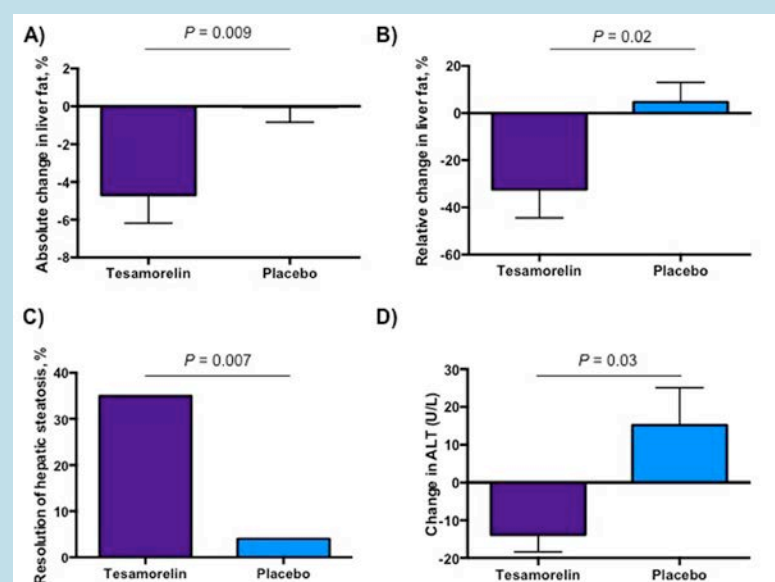 A)
P = 0.009
Absolute change in liver fat, %
2
0
-2
-4
-6
-8
Tesamorelin Placebo
B)
P = 0.02
Relative change in liver fat, %
20
0
-20
-40
-60
Tesamorelin Placebo
C)
P = 0.007
Resolution of hepatic steatosis, %
40
30
20
10
0
Tesamorelin Placebo
D)
P = 0.03
Change in ALT (U/L)
30
20
10
0
-10
-20
Tesamorelin Placebo